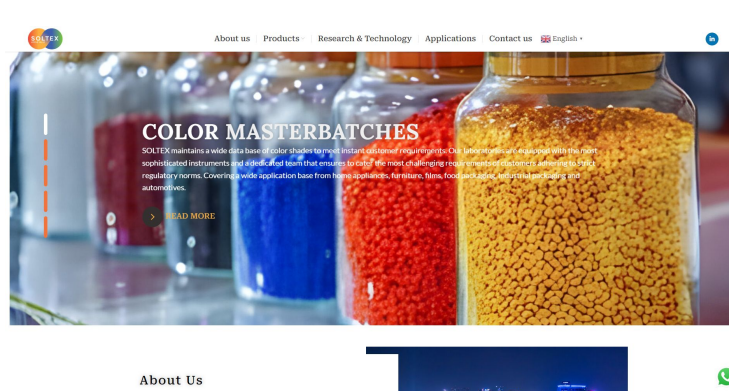 SOLTEX
About us
Products
Research & Technology
Applications
Contact us
English
in
COLOR MASTERBATCHES
SOLTEX maintains a wide data base of color shades to meet instant customer requirements. Our laboratories are equipped with the most
sophisticated instruments and a dedicated team that ensures to cater the most challenging requirements of customers adhering to strict
regulatory norms. Covering a wide application base from home appliances, furniture, films, food packaging, industrial packaging and
automotives.
READ MORE
About Us